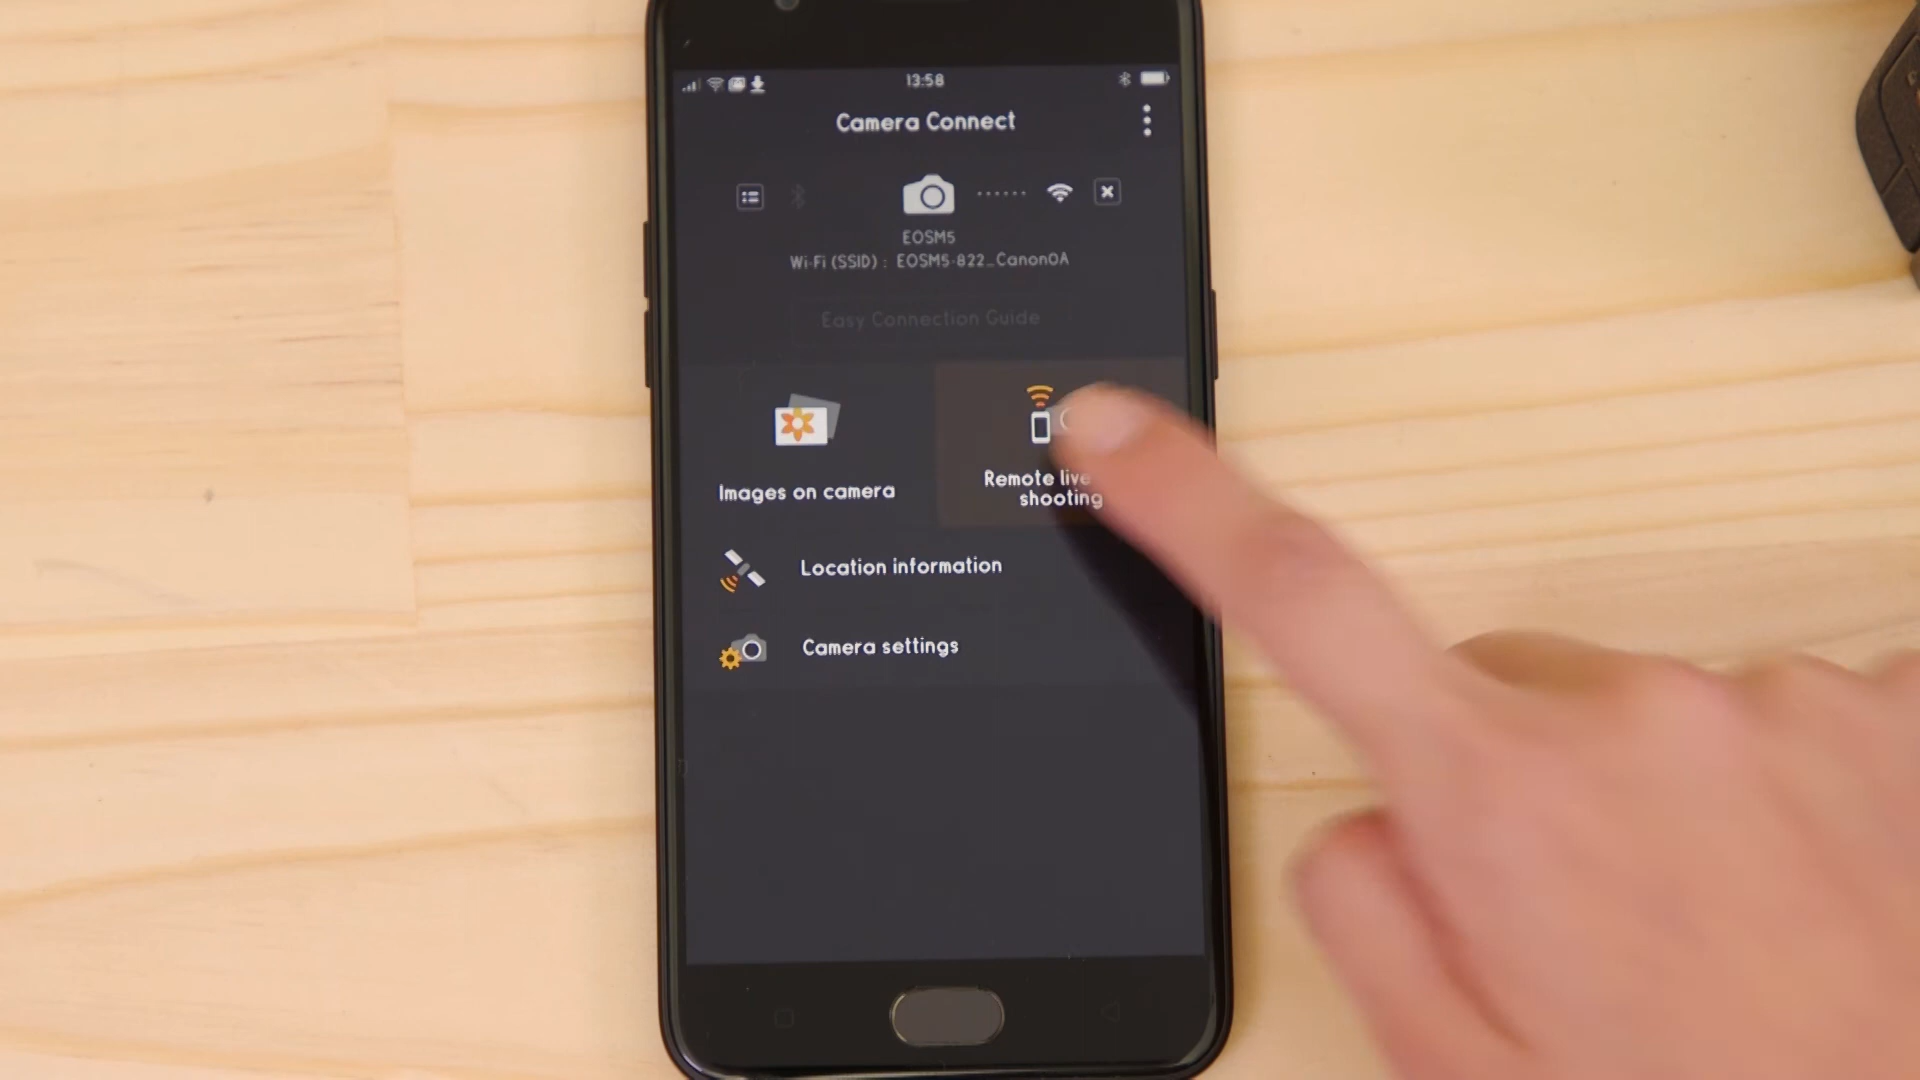 13:58
Camera Connect
EOSM5
Wi-Fi (SSID) : EOSM5-822_Canon0A
Easy Connection Guide
Images on camera
Remote live
shooting
Location information
Camera settings